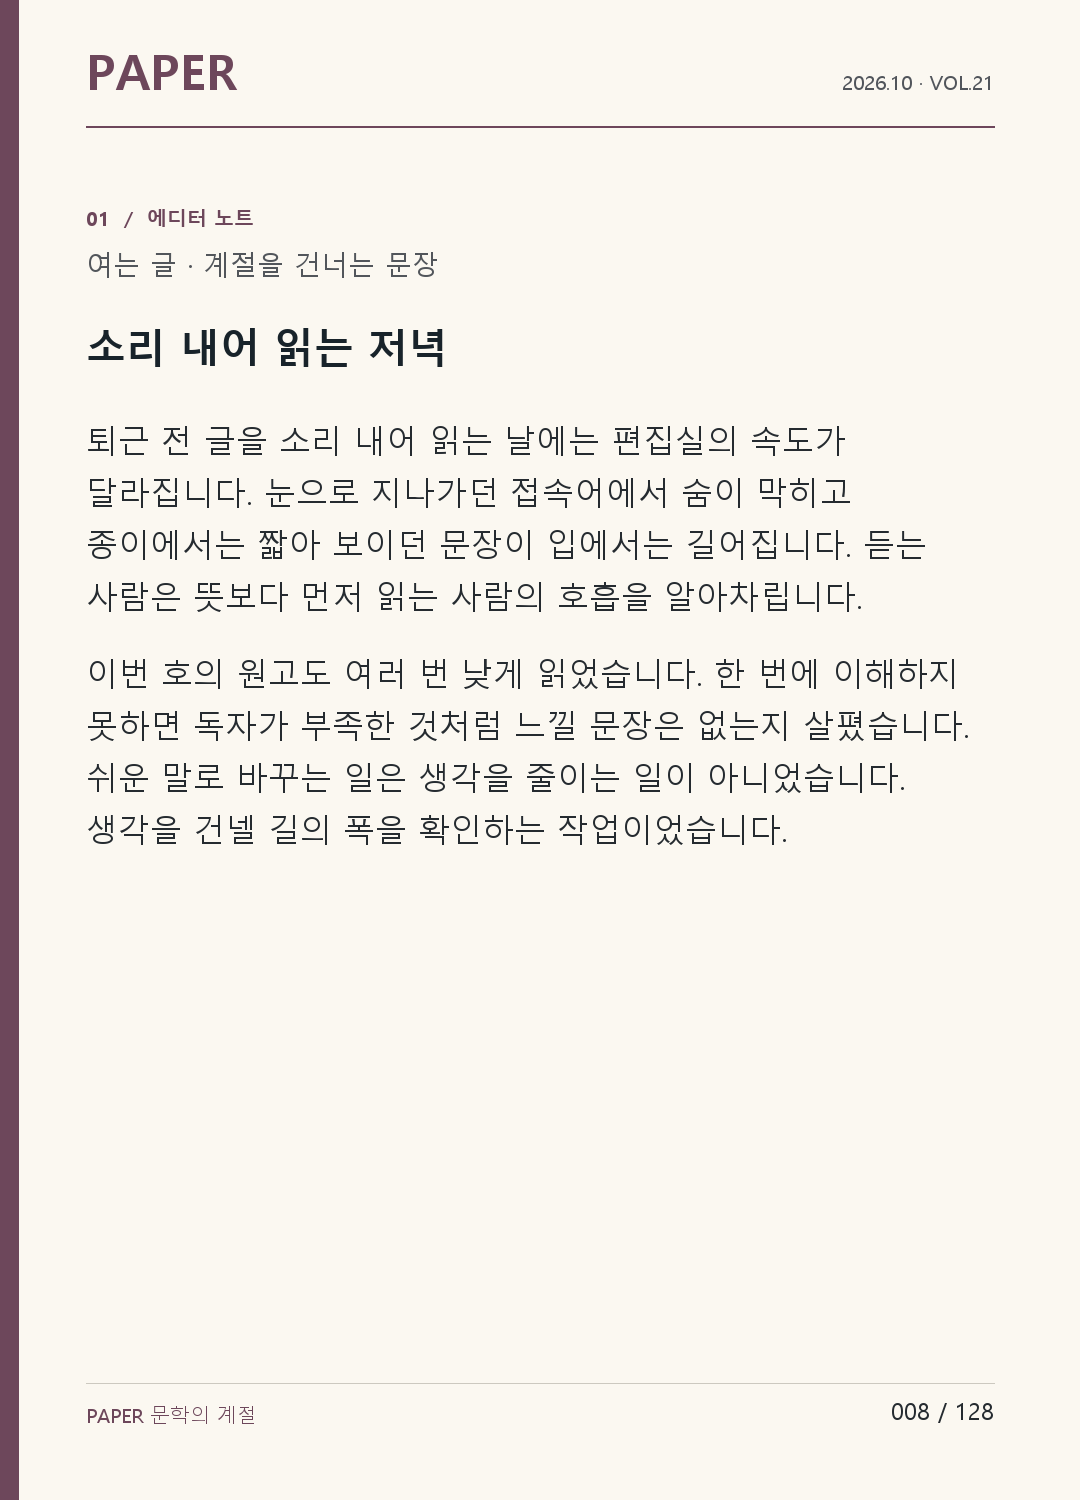 PAPER
2026.10 · VOL.21
01 / 에디터 노트
여는 글 · 계절을 건너는 문장
소리 내어 읽는 저녁
퇴근 전 글을 소리 내어 읽는 날에는 편집실의 속도가
달라집니다. 눈으로 지나가던 접속어에서 숨이 막히고
종이에서는 짧아 보이던 문장이 입에서는 길어집니다. 듣는
사람은 뜻보다 먼저 읽는 사람의 호흡을 알아차립니다.
이번 호의 원고도 여러 번 낮게 읽었습니다. 한 번에 이해하지
못하면 독자가 부족한 것처럼 느낄 문장은 없는지 살폈습니다.
쉬운 말로 바꾸는 일은 생각을 줄이는 일이 아니었습니다.
생각을 건넬 길의 폭을 확인하는 작업이었습니다.
PAPER 문학의 계절
008 / 128